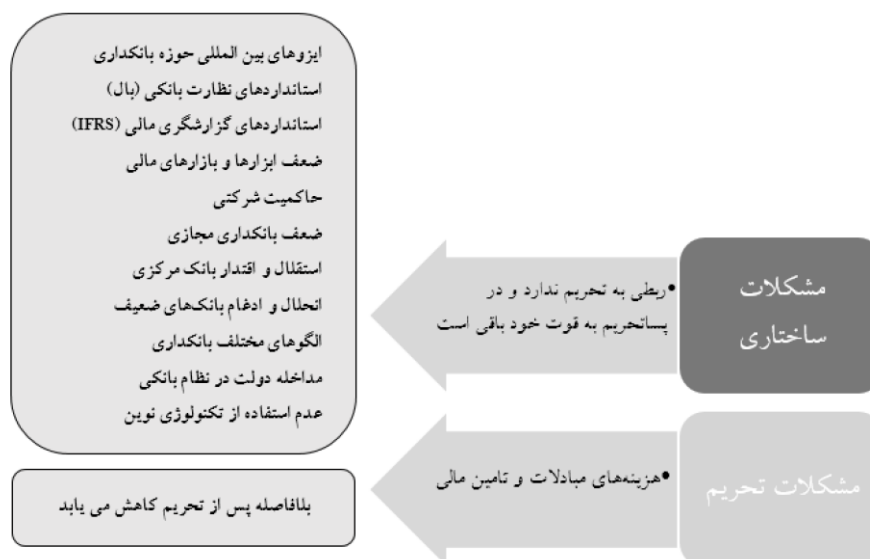 مشکلات
ساختاری
•ربطی به تحریم ندارد و در
پساتحریم به قوت خود باقی است
ایزوهای بین المللی حوزه بانکداری
استانداردهای نظارت بانکی (بال)
استانداردهای گزارشگری مالی (IFRS)
ضعف ابزارها و بازارهای مالی
حاکمیت شرکتی
ضعف بانکداری مجازی
استقلال و اقتدار بانک مرکزی
انحلال و ادغام بانک‌های ضعیف
الگوهای مختلف بانکداری
مداخله دولت در نظام بانکی
عدم استفاده از تکنولوژی نوین
مشکلات تحریم
•هزینه‌های مبادلات و تامین مالی
بلافاصله پس از تحریم کاهش می یابد